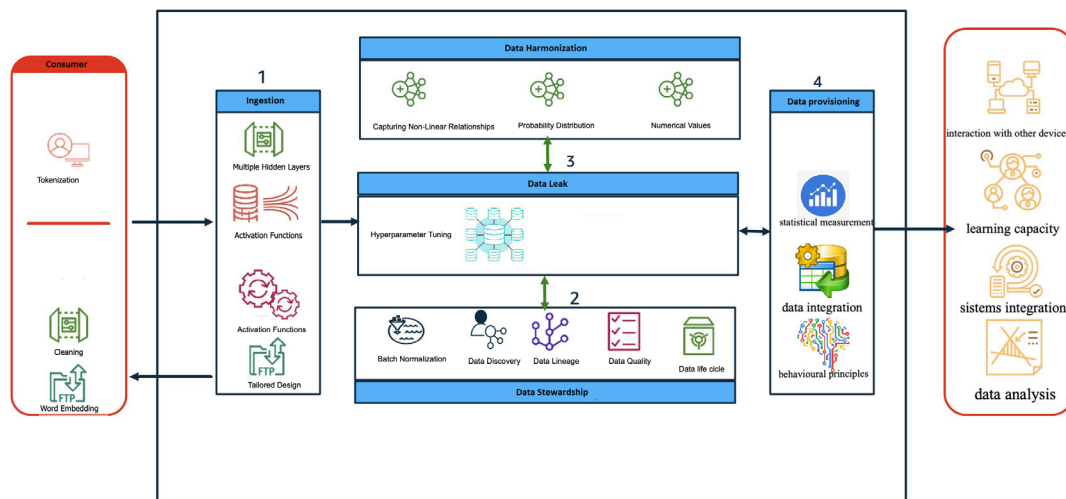 Consumer
Tokenization
Cleaning
FTP
Word Embedding
1
Ingestion
Multiple Hidden Layers
Activation Functions
Activation Functions
FTP
Tailored Design
Data Harmonization
Capturing Non-Linear Relationships
Probability Distribution
Numerical Values
3
Data Leak
Hyperparameter Tuning
2
Batch Normalization
Data Discovery
Data Lineage
Data Quality
Data life cicle
Data Stewardship
4
Data provisioning
statistical measurement
data integration
behavioural principles
interaction with other device
learning capacity
sistems integration
data analysis